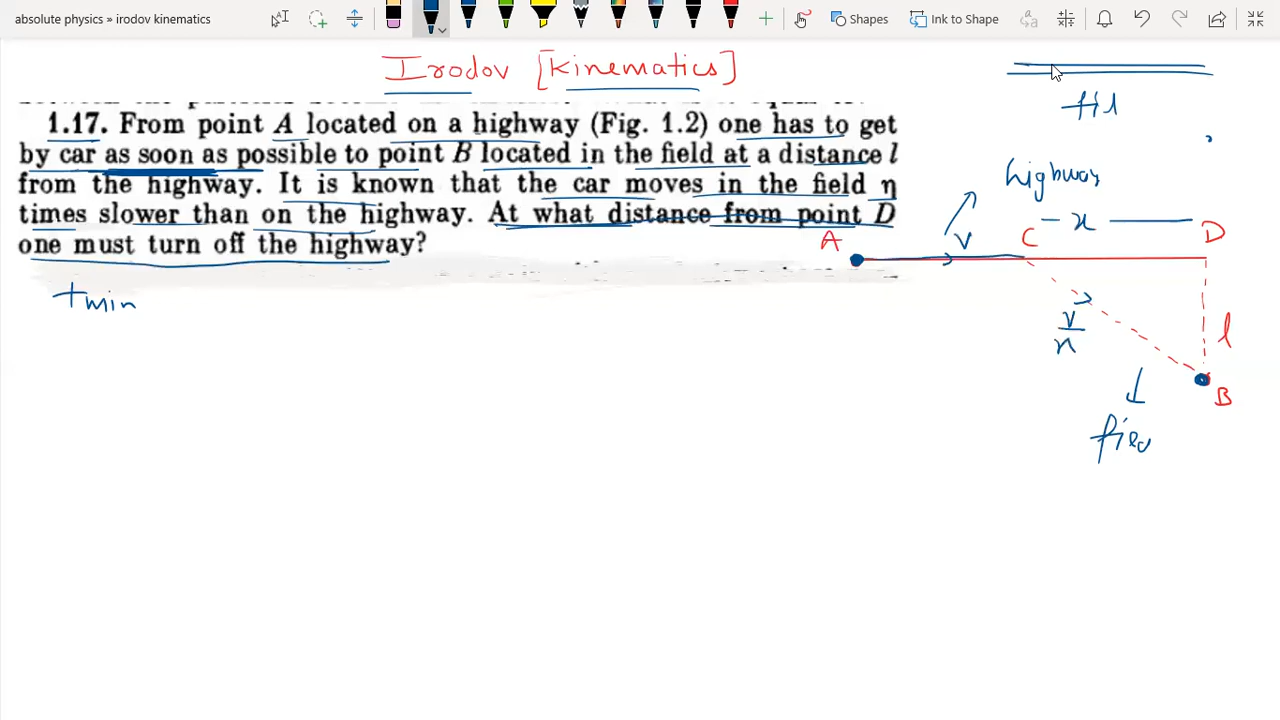 absolute physics » irodov kinematics
Shapes
Ink to Shape
Irodov [Kinematics]
1.17. From point A located on a highway (Fig. 1.2) one has to get
by car as soon as possible to point B located in the field at a distance l
from the highway. It is known that the car moves in the field η
times slower than on the highway. At what distance from point D
one must turn off the highway?
tmin
highway
x
A
V
C
D
V
n
l
B